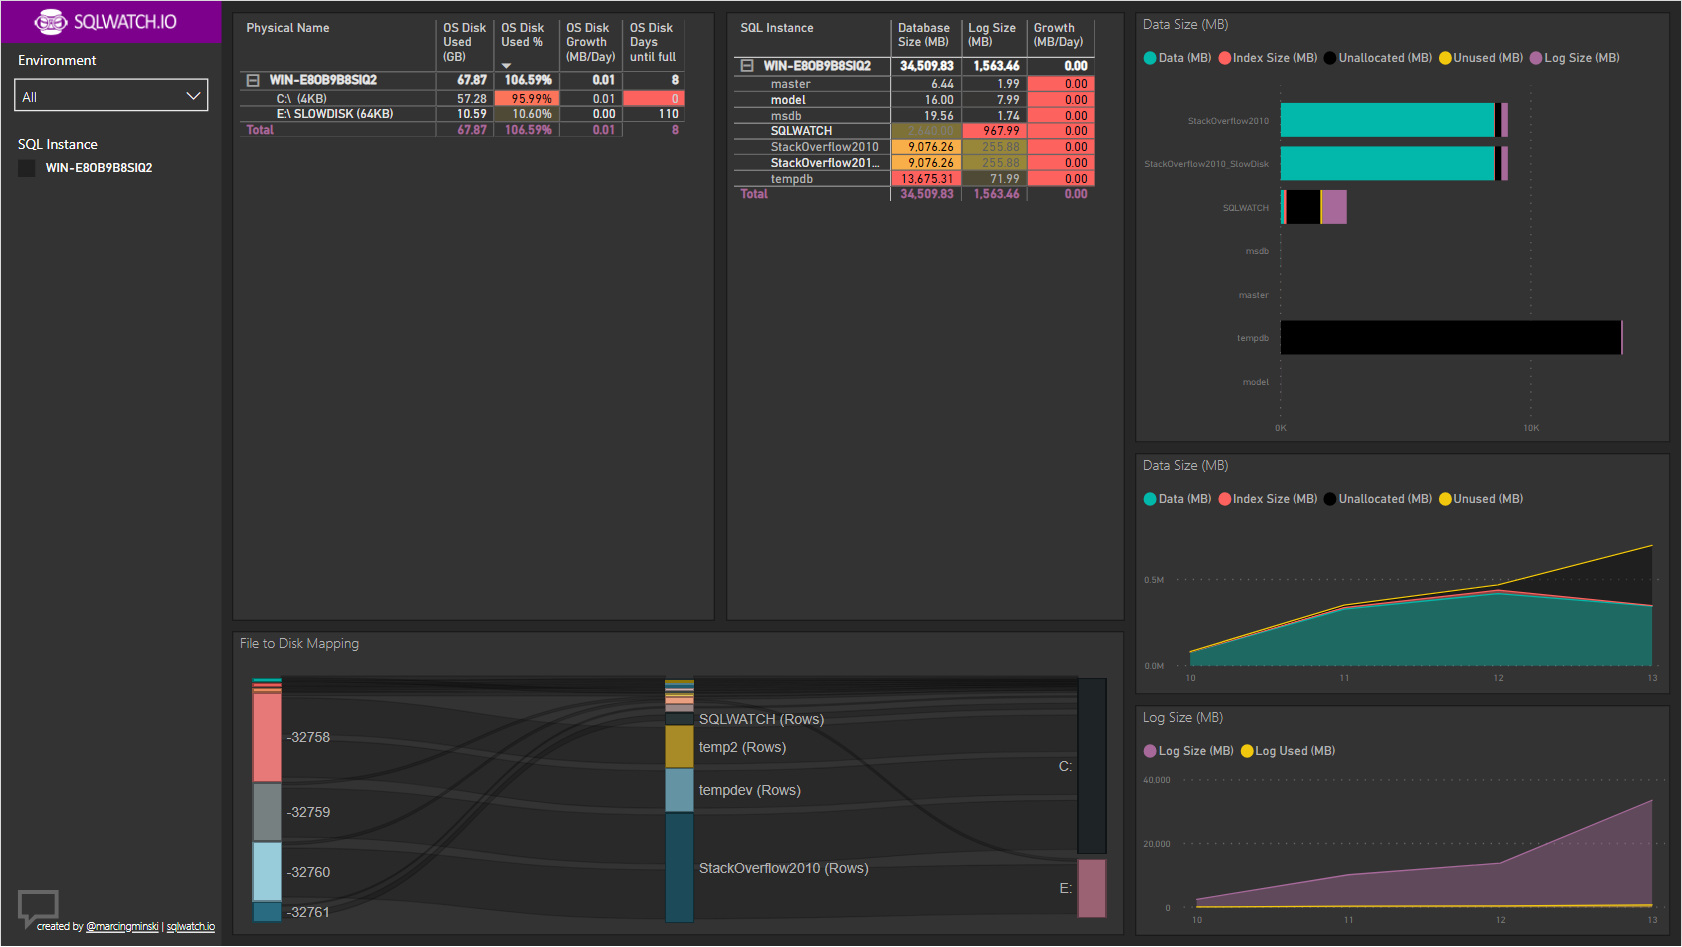 SQLWATCH.IO
Environment
All
SQL Instance
WIN-E8OB9B8SIQ2
created by @marcingminski | sqlwatch.io
Physical Name OS Disk Used (GB) OS Disk Used % OS Disk Growth (MB/Day) OS Disk Days until full
WIN-E8OB9B8SIQ2 67.87 106.59% 0.01 8
C:\ (4KB) 57.28 95.99% 0.01 0
E:\ SLOWDISK (64KB) 10.59 10.60% 0.00 110
Total 67.87 106.59% 0.01 8
SQL Instance Database Size (MB) Log Size (MB) Growth (MB/Day)
WIN-E8OB9B8SIQ2 34,509.83 1,563.46 0.00
master 6.44 1.99 0.00
model 16.00 7.99 0.00
msdb 19.56 1.74 0.00
SQLWATCH 2,640.00 967.99 0.00
StackOverflow2010 9,076.26 255.88 0.00
StackOverflow201... 9,076.26 255.88 0.00
tempdb 13,675.31 71.99 0.00
Total 34,509.83 1,563.46 0.00
File to Disk Mapping
-32758
-32759
-32760
-32761
SQLWATCH (Rows)
temp2 (Rows)
tempdev (Rows)
StackOverflow2010 (Rows)
C:
E:
Data Size (MB)
Data (MB) Index Size (MB) Unallocated (MB) Unused (MB) Log Size (MB)
StackOverflow2010
StackOverflow2010_SlowDisk
SQLWATCH
msdb
master
tempdb
model
0K 10K
Data Size (MB)
Data (MB) Index Size (MB) Unallocated (MB) Unused (MB)
0.5M
0.0M
10 11 12 13
Log Size (MB)
Log Size (MB) Log Used (MB)
40,000
20,000
0
10 11 12 13